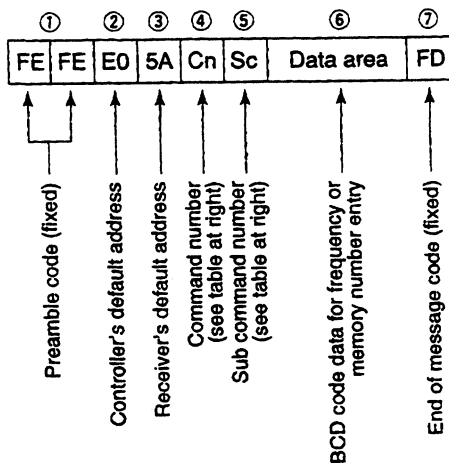 ① ② ③ ④ ⑤ ⑥ ⑦
FE FE E0 5A Cn Sc Data area FD
Preamble code (fixed)
Controller's default address
Receiver's default address
Command number
(see table at right)
Sub command number
(see table at right)
BCD code data for frequency or
memory number entry
End of message code (fixed)